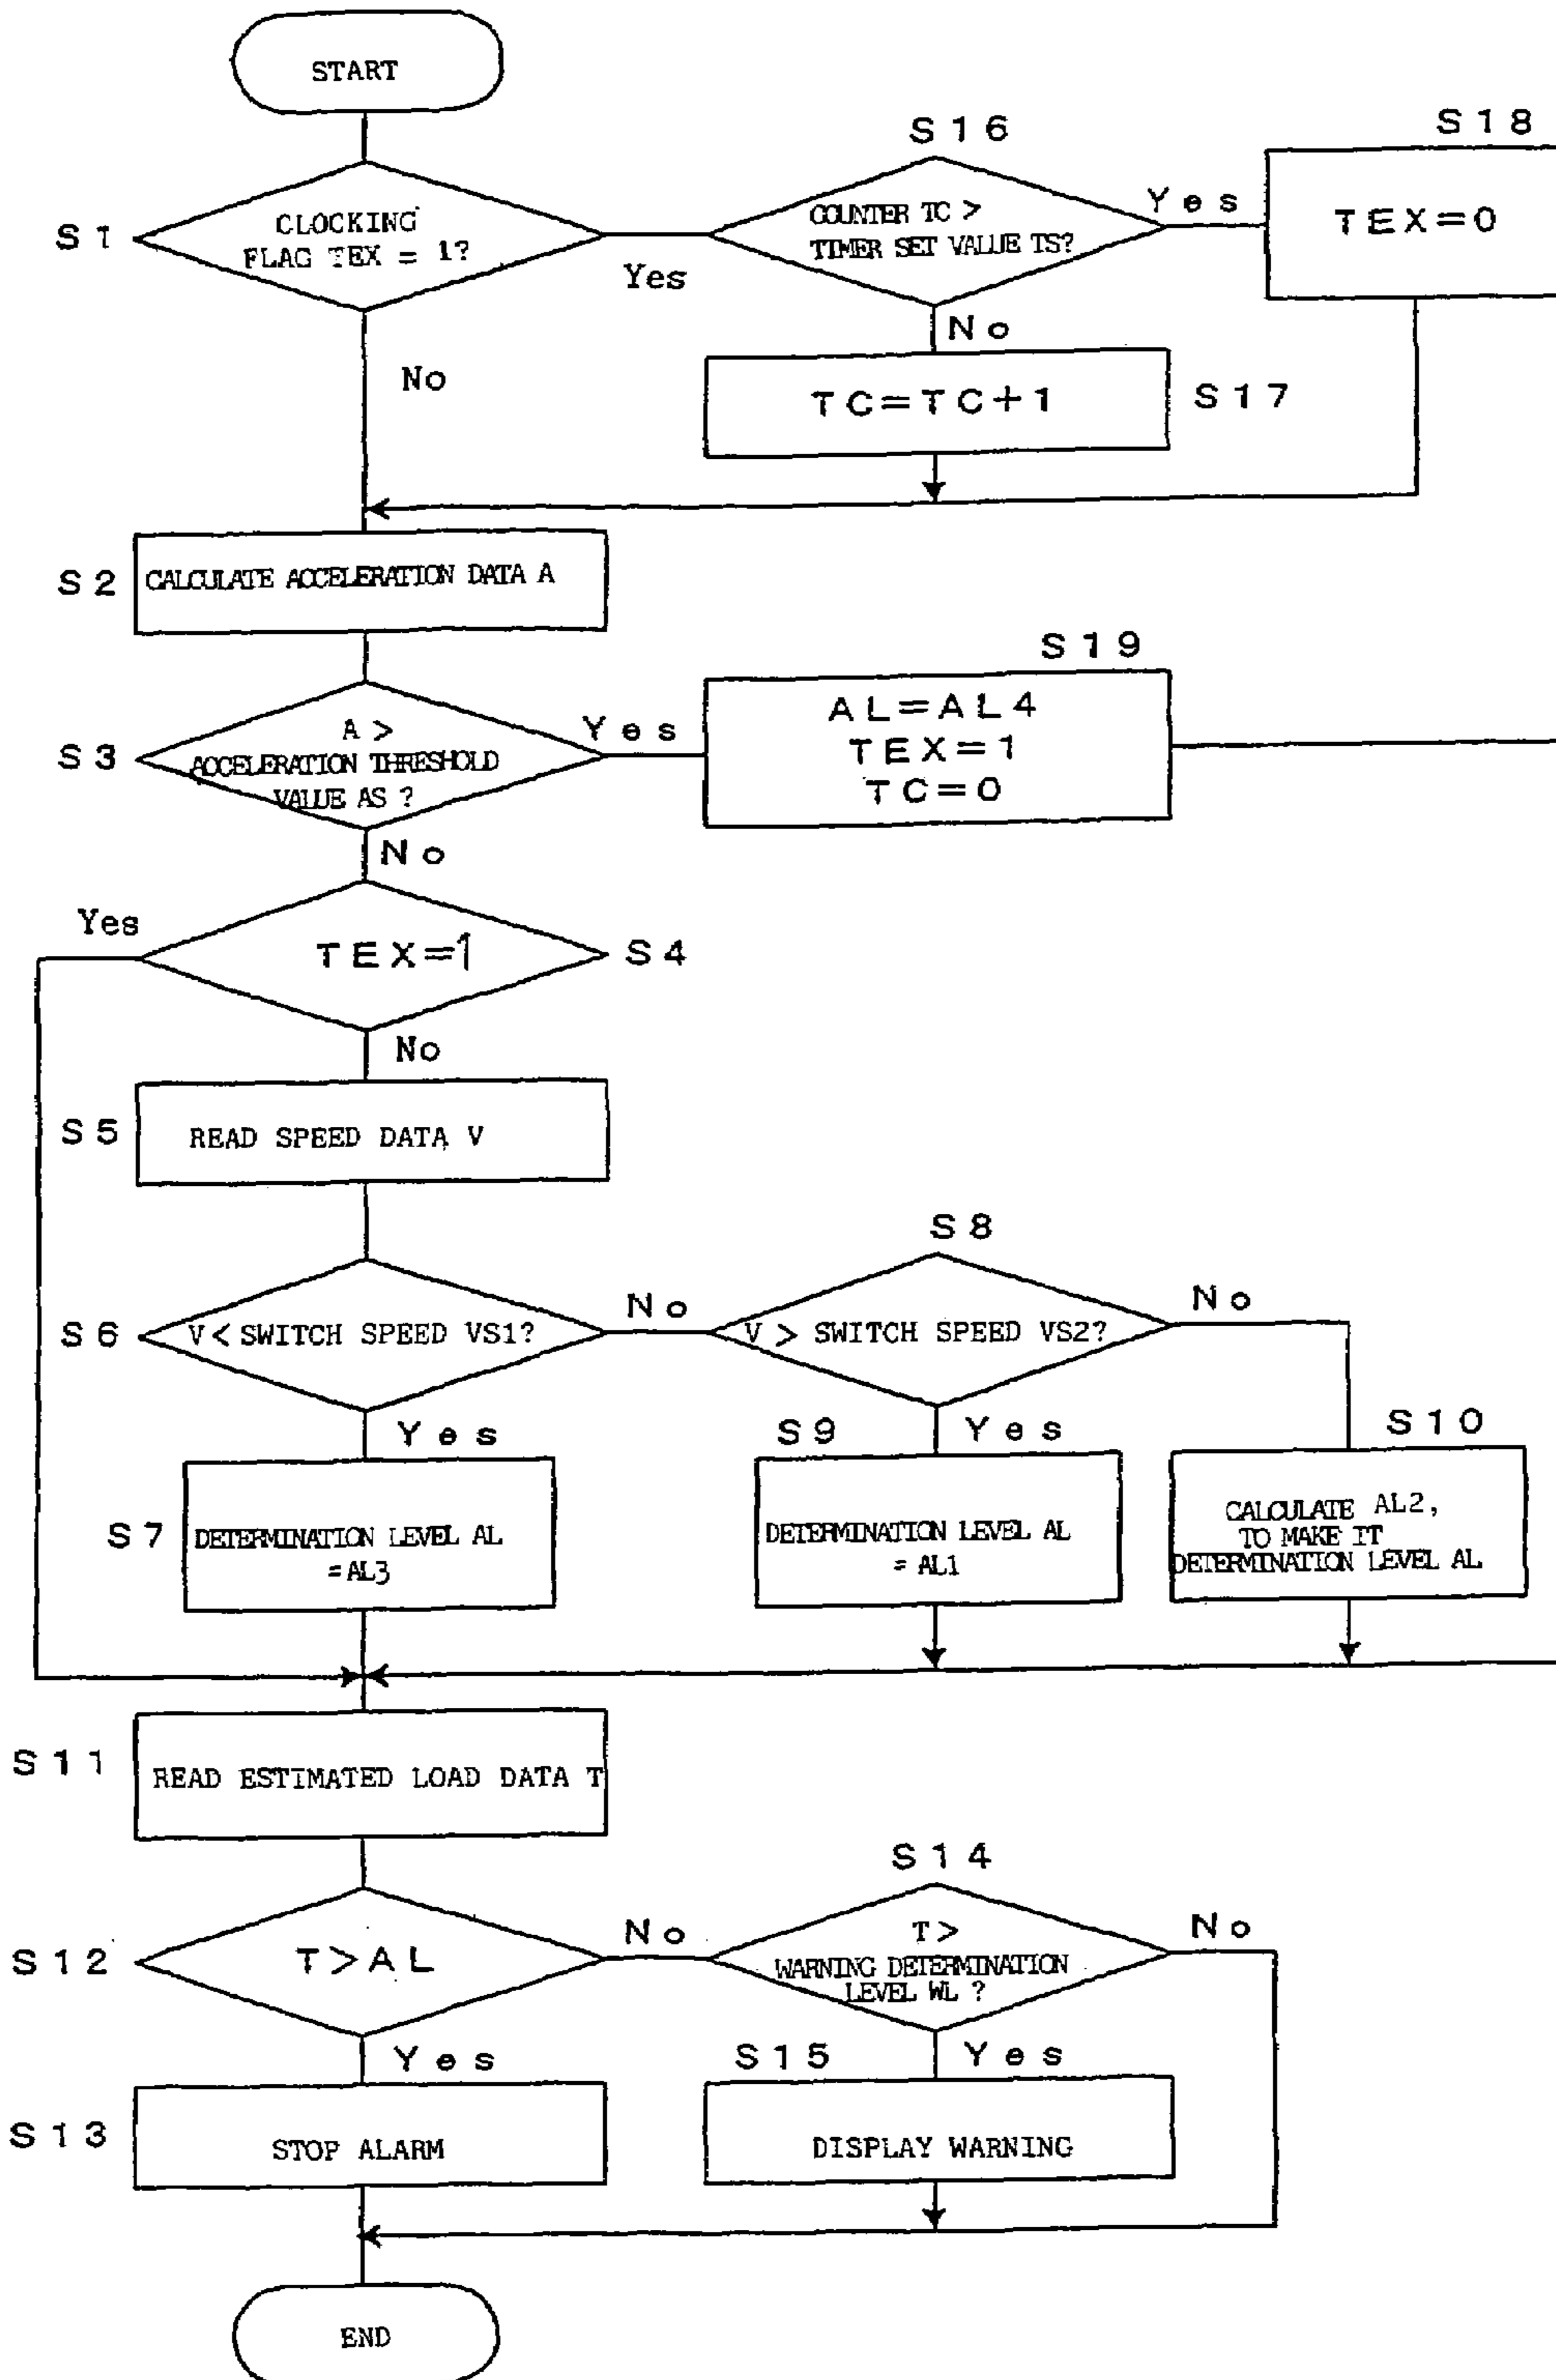 START
S16
S18
S1
CLOCKING
FLAG TEX = 1?
Yes
COUNTER TC >
TIMER SET VALUE TS?
Yes
TEX=0
No
No
TC=TC+1
S17
S2
CALCULATE ACCELERATION DATA A
S19
S3
A >
ACCELERATION THRESHOLD
VALUE AS ?
Yes
AL=AL4
TEX=1
TC=0
No
Yes
TEX=1
S4
No
S5
READ SPEED DATA V
S8
S6
V < SWITCH SPEED VS1?
No
V > SWITCH SPEED VS2?
No
Yes
S9
Yes
S10
S7
DETERMINATION LEVEL AL
= AL3
DETERMINATION LEVEL AL
= AL1
CALCULATE AL2,
TO MAKE IT
DETERMINATION LEVEL AL
S11
READ ESTIMATED LOAD DATA T
S14
S12
T>AL
No
T>
WARNING DETERMINATION
LEVEL WL ?
No
Yes
S15
Yes
S13
STOP ALARM
DISPLAY WARNING
END